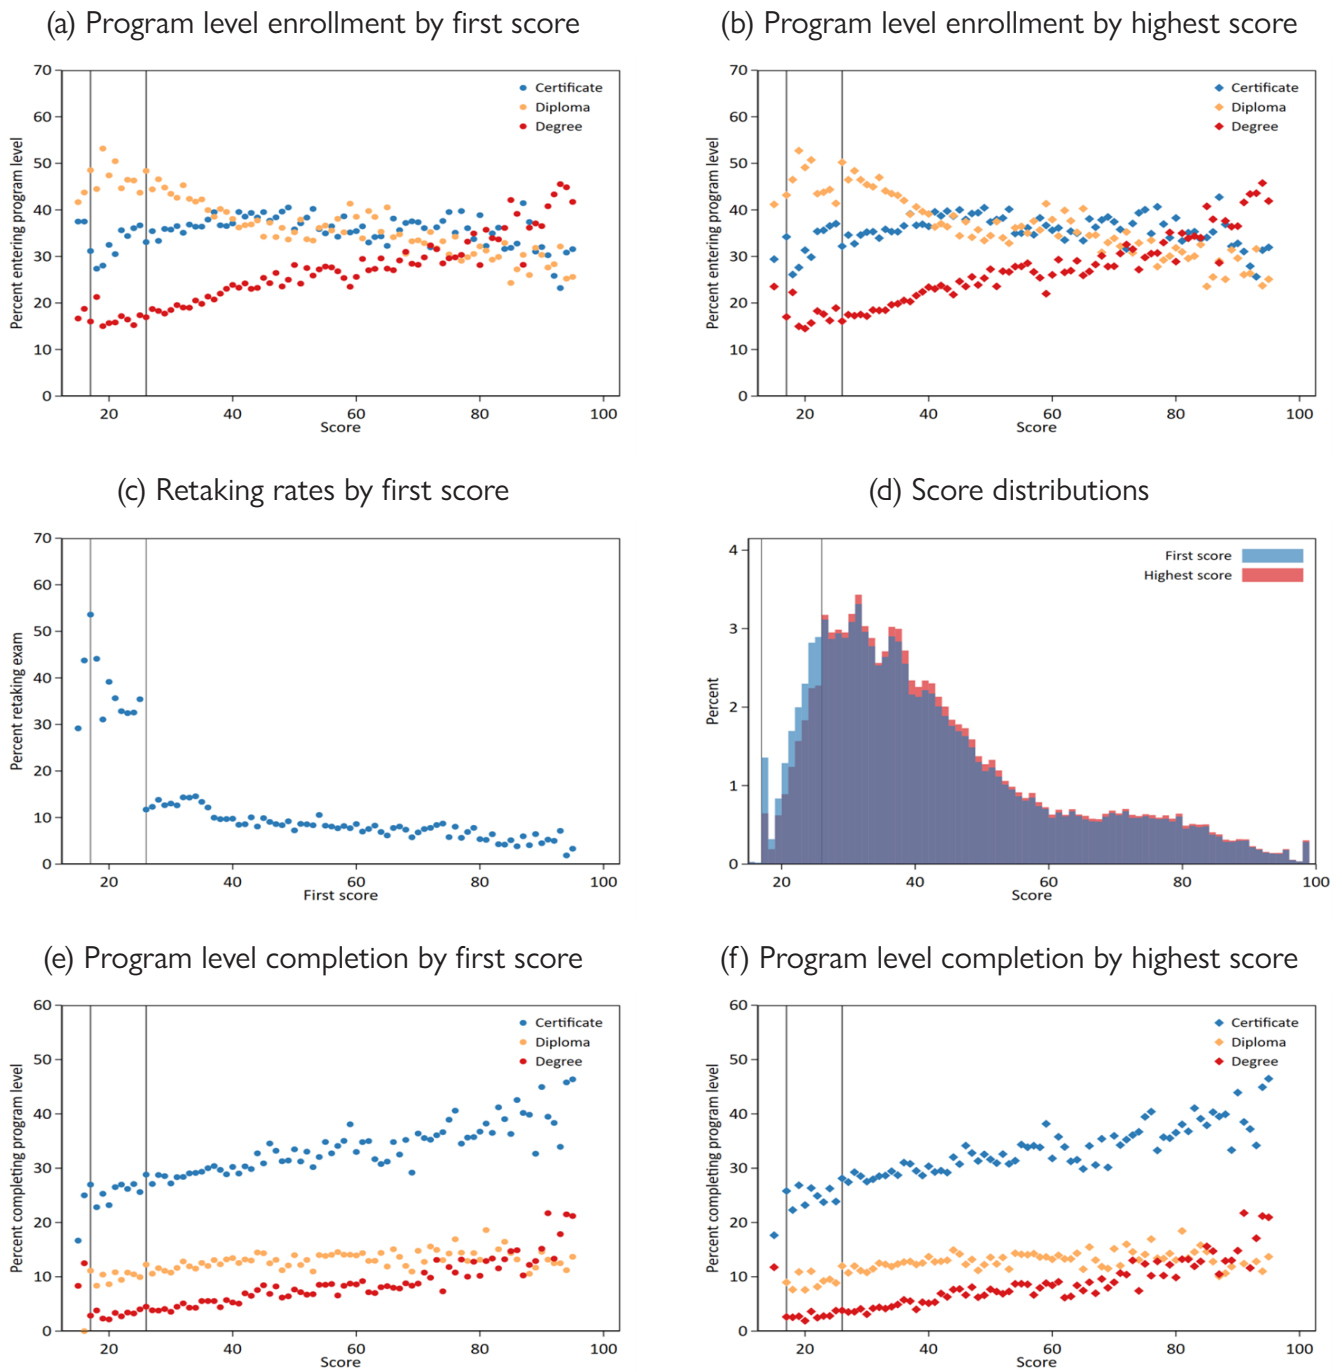 (a) Program level enrollment by first score
(b) Program level enrollment by highest score
70
60
50
40
30
20
10
0
Percent entering program level
Certificate
Diploma
Degree
20 40 60 80 100
Score
70
60
50
40
30
20
10
0
Percent entering program level
Certificate
Diploma
Degree
20 40 60 80 100
Score
(c) Retaking rates by first score
(d) Score distributions
70
60
50
40
30
20
10
0
Percent retaking exam
20 40 60 80 100
First score
4
3
2
1
0
Percent
First score
Highest score
20 40 60 80 100
Score
(e) Program level completion by first score
(f) Program level completion by highest score
60
50
40
30
20
10
0
Percent completing program level
Certificate
Diploma
Degree
20 40 60 80 100
Score
60
50
40
30
20
10
0
Percent completing program level
Certificate
Diploma
Degree
20 40 60 80 100
Score